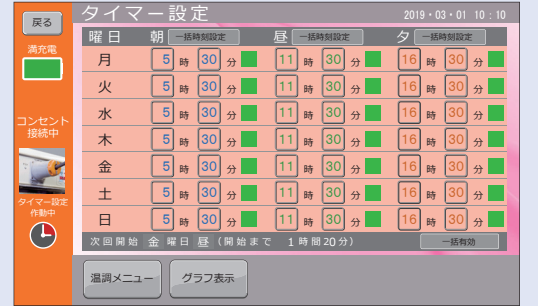 戻る
タイマー設定
2019・03・01 10:10
満充電
コンセント
接続中
タイマー設定
作動中
曜日 朝 一括時刻設定 昼 一括時刻設定 夕 一括時刻設定
月 5 時 30 分 11 時 30 分 16 時 30 分
火 5 時 30 分 11 時 30 分 16 時 30 分
水 5 時 30 分 11 時 30 分 16 時 30 分
木 5 時 30 分 11 時 30 分 16 時 30 分
金 5 時 30 分 11 時 30 分 16 時 30 分
土 5 時 30 分 11 時 30 分 16 時 30 分
日 5 時 30 分 11 時 30 分 16 時 30 分
次回開始 金 曜日 昼 (開始まで 1時間20分) 一括有効
温調メニュー グラフ表示